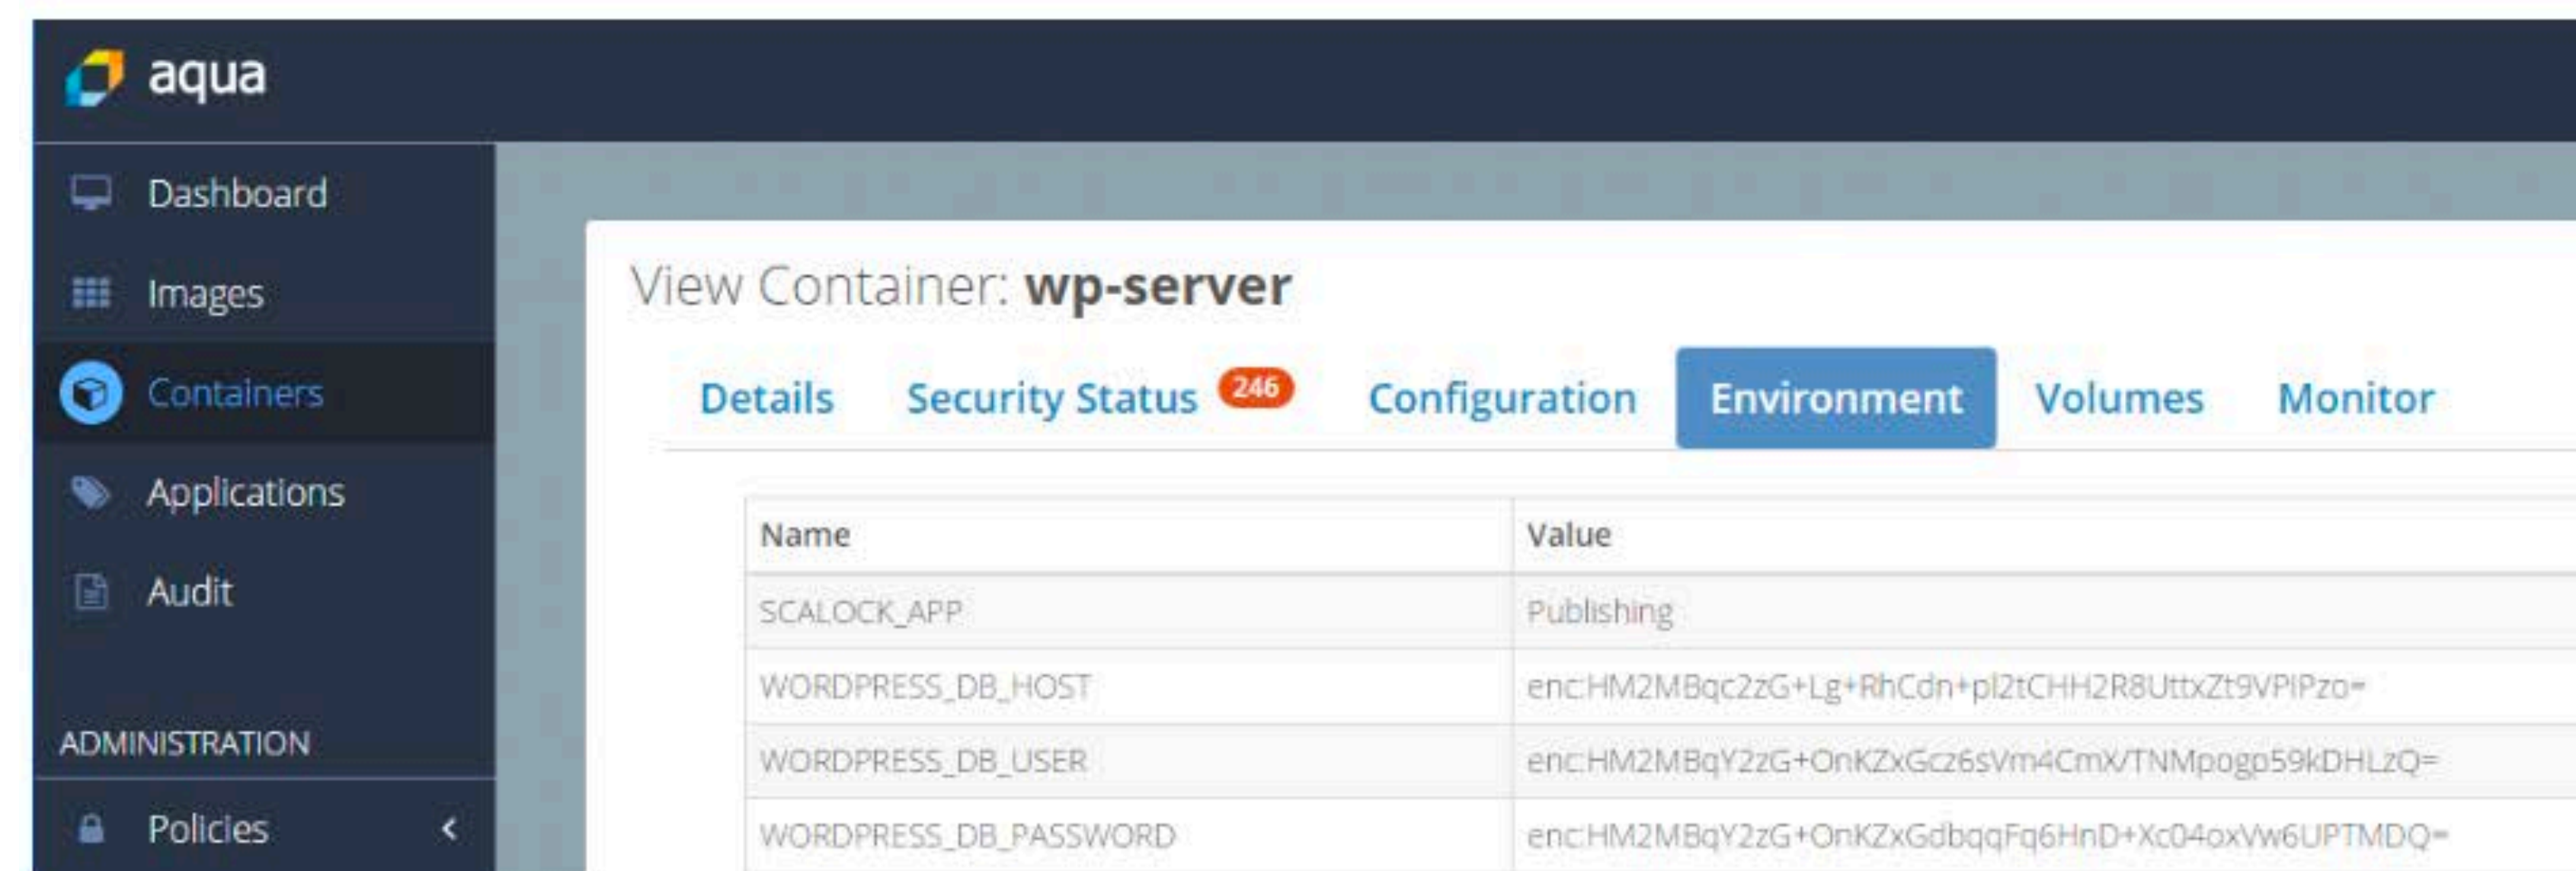 aqua
Dashboard
Images
Containers
Applications
Audit
ADMINISTRATION
Policies
View Container: wp-server
Details Security Status 246 Configuration Environment Volumes Monitor
Name Value
SCALOCK_APP Publishing
WORDPRESS_DB_HOST enc:HM2MBqc2zG+Lg+RhCdn+pl2tCHH2R8UttxZt9VPIPzo=
WORDPRESS_DB_USER enc:HM2MBqY2zG+OnKZxGcz6sVm4CmX/TNMpogp59kDHLzQ=
WORDPRESS_DB_PASSWORD enc:HM2MBqY2zG+OnKZxGdbqqFq6HnD+Xc04oxVw6UPTMDQ=